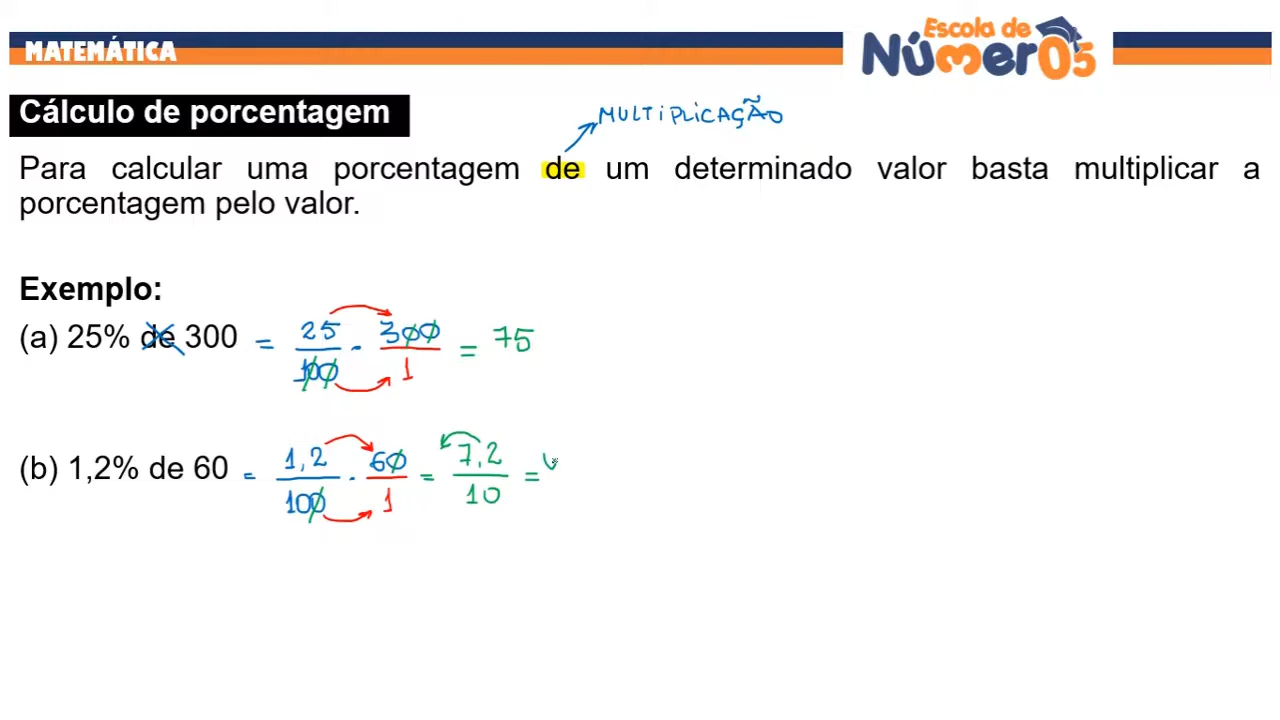 MATEMÁTICA
Escola de
Númer05
Cálculo de porcentagem
MULTIPLICAÇÃO
Para calcular uma porcentagem de um determinado valor basta multiplicar a
porcentagem pelo valor.
Exemplo:
(a) 25% de 300 = 25/100 · 300/1 = 75
(b) 1,2% de 60 = 1,2/100 · 60/1 = 7,2/10 =